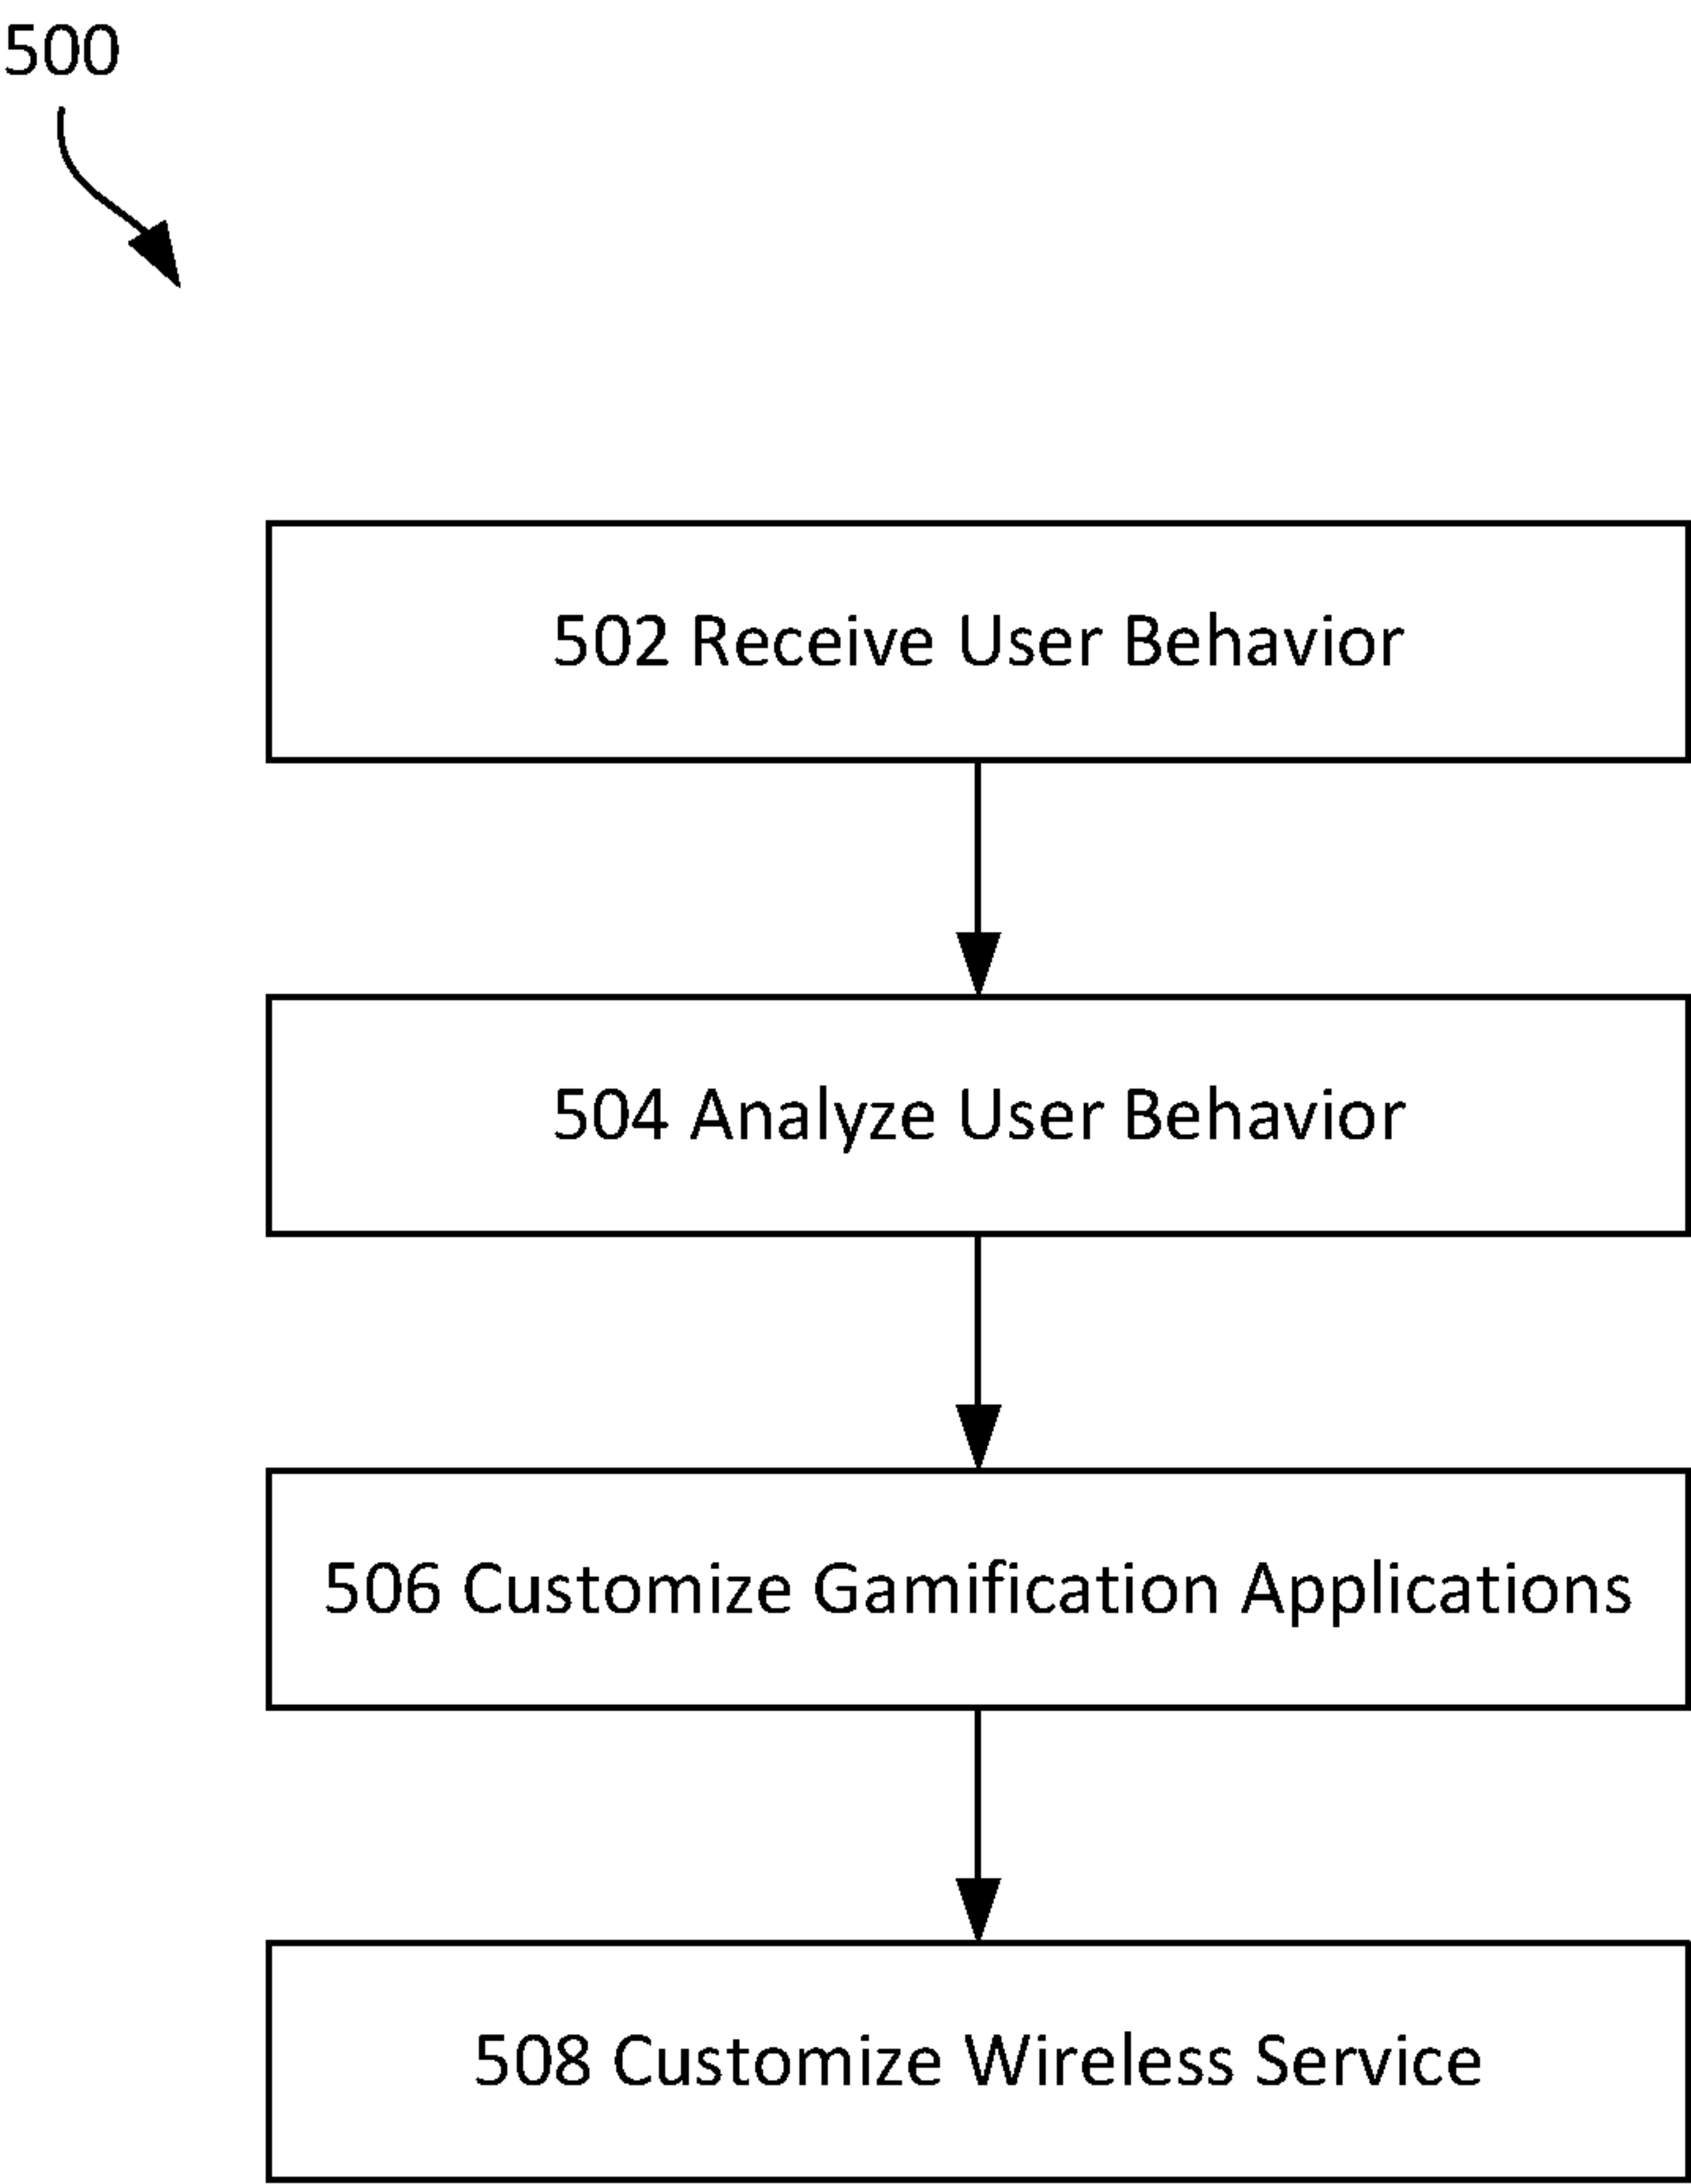 500
502 Receive User Behavior
504 Analyze User Behavior
506 Customize Gamification Applications
508 Customize Wireless Service